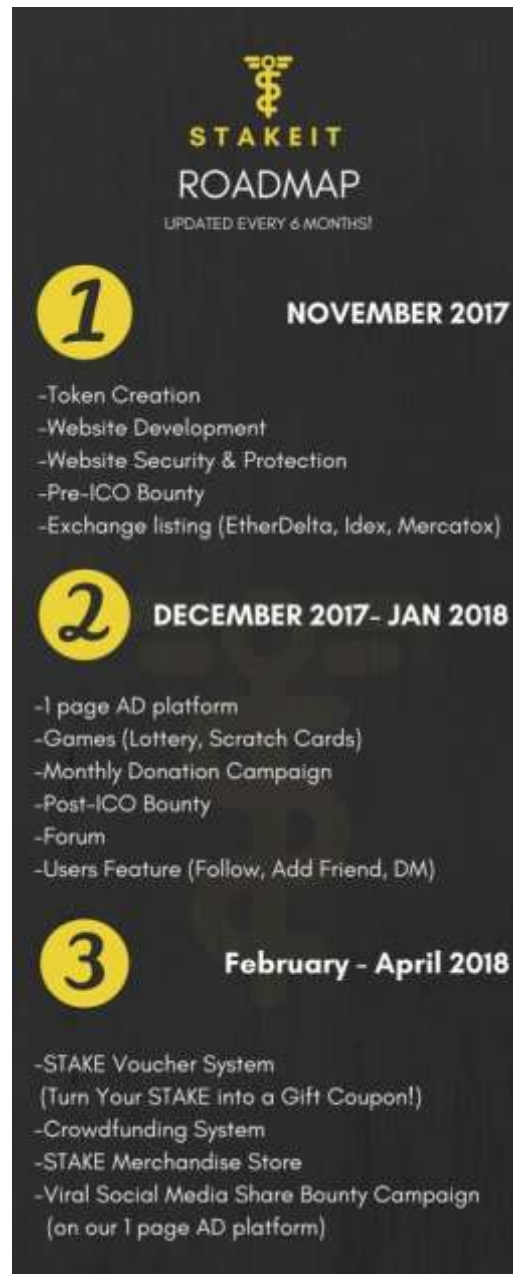 STAKEIT
ROADMAP
UPDATED EVERY 6 MONTHS!
1
NOVEMBER 2017
-Token Creation
-Website Development
-Website Security & Protection
-Pre-ICO Bounty
-Exchange listing (EtherDelta, Idex, Mercatox)
2
DECEMBER 2017- JAN 2018
-1 page AD platform
-Games (Lottery, Scratch Cards)
-Monthly Donation Campaign
-Post-ICO Bounty
-Forum
-Users Feature (Follow, Add Friend, DM)
3
February - April 2018
-STAKE Voucher System
(Turn Your STAKE into a Gift Coupon!)
-Crowdfunding System
-STAKE Merchandise Store
-Viral Social Media Share Bounty Campaign
(on our 1 page AD platform)